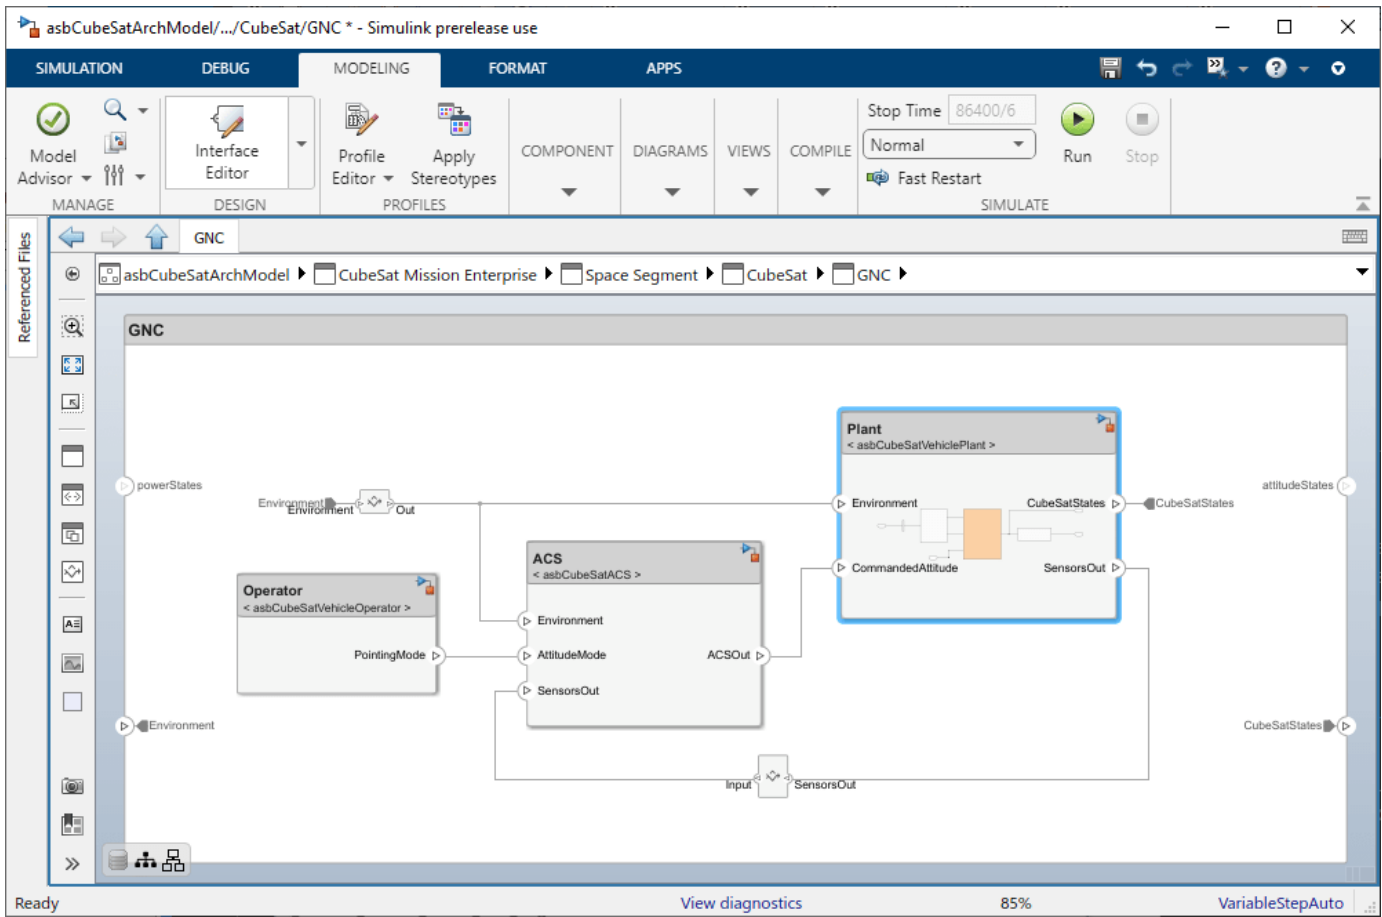 asbCubeSatArchModel/.../CubeSat/GNC * - Simulink prerelease use
SIMULATION DEBUG MODELING FORMAT APPS
Model Advisor
MANAGE
Interface Editor
DESIGN
Profile Editor
Apply Stereotypes
PROFILES
COMPONENT
DIAGRAMS
VIEWS
COMPILE
Stop Time 86400/6
Normal
Fast Restart
Run
Stop
SIMULATE
Referenced Files
GNC
asbCubeSatArchModel CubeSat Mission Enterprise Space Segment CubeSat GNC
GNC
powerStates
Environment
Environment
Out
Operator
< asbCubeSatVehicleOperator >
PointingMode
ACS
< asbCubeSatACS >
Environment
AttitudeMode
ACSOut
SensorsOut
Plant
< asbCubeSatVehiclePlant >
Environment
CubeSatStates
CommandedAttitude
SensorsOut
CubeSatStates
attitudeStates
Environment
CubeSatStates
Input
SensorsOut
Ready
View diagnostics
85%
VariableStepAuto